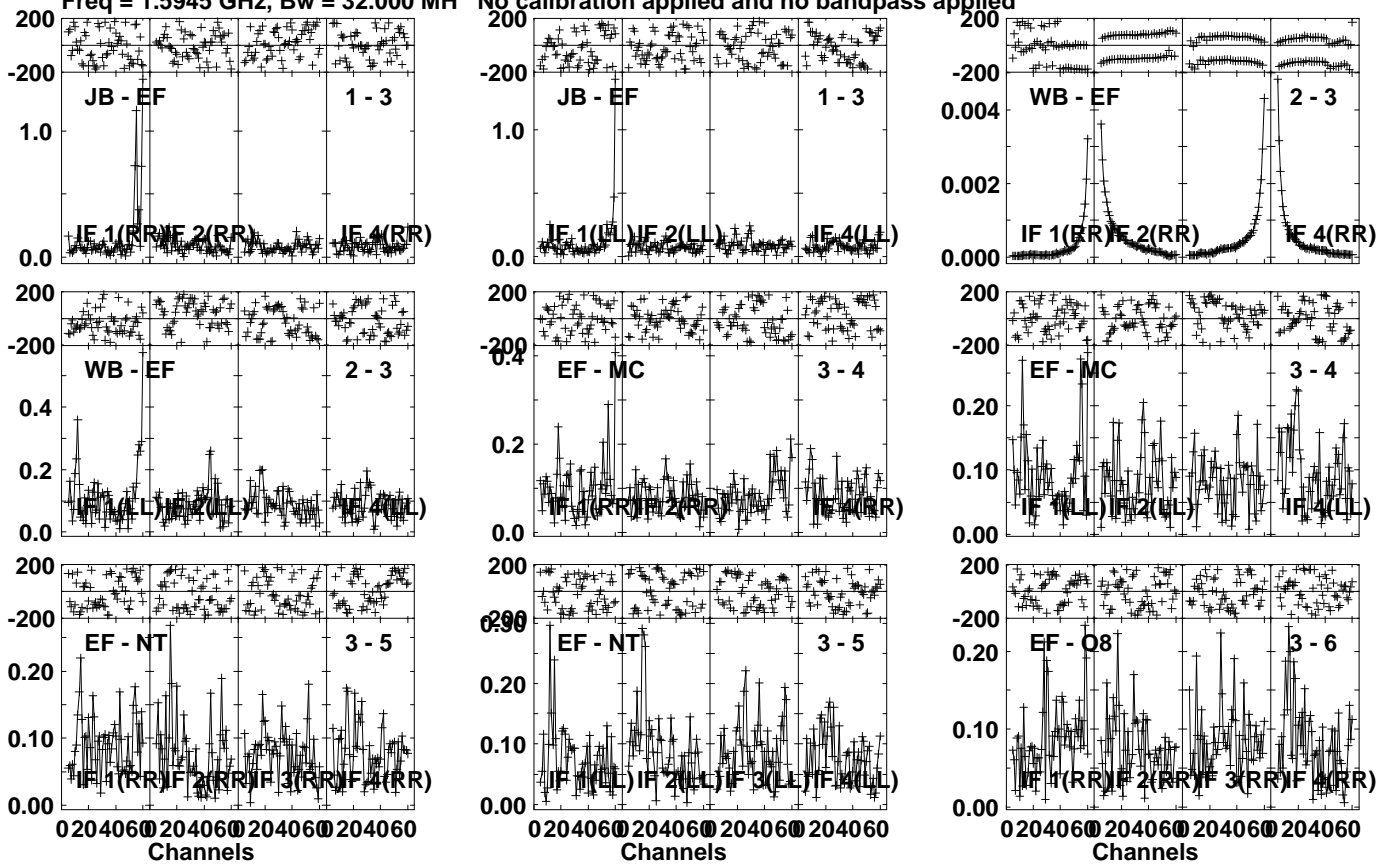 Freq = 1.5945 GHz, Bw = 32.000 MH No calibration applied and no bandpass applied
200
-200
JB - EF 1 - 3
1.0
0.0
IF 1(RR) IF 2(RR) IF 4(RR)
200
-200
JB - EF 1 - 3
1.0
0.0
IF 1(LL) IF 2(LL) IF 4(LL)
200
-200
WB - EF 2 - 3
0.004
0.002
0.000
IF 1(RR) IF 2(RR) IF 4(RR)
200
-200
WB - EF 2 - 3
0.4
0.2
0.0
IF 1(LL) IF 2(LL) IF 4(LL)
200
-200
0.4
EF - MC 3 - 4
0.2
0.0
IF 1(RR) IF 2(RR) IF 4(RR)
200
-200
EF - MC 3 - 4
0.20
0.10
0.00
IF 1(LL) IF 2(LL) IF 4(LL)
200
-200
EF - NT 3 - 5
0.20
0.10
0.00
IF 1(RR) IF 2(RR) IF 3(RR) IF 4(RR)
0 20 40 60 0 20 40 60 0 20 40 60 0 20 40 60
Channels
200
-200
0.30
EF - NT 3 - 5
0.20
0.10
0.00
IF 1(LL) IF 2(LL) IF 3(LL) IF 4(LL)
0 20 40 60 0 20 40 60 0 20 40 60 0 20 40 60
Channels
200
-200
EF - O8 3 - 6
0.20
0.10
0.00
IF 1(RR) IF 2(RR) IF 3(RR) IF 4(RR)
0 20 40 60 0 20 40 60 0 20 40 60 0 20 40 60
Channels